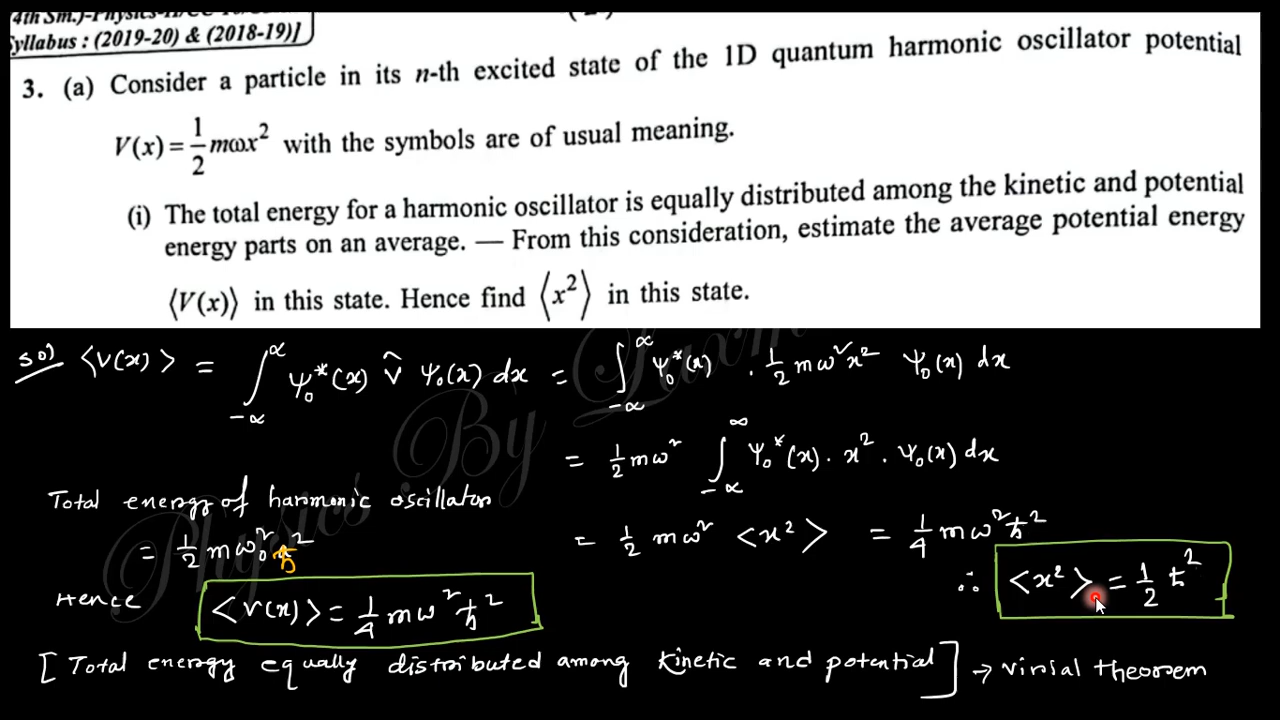 4th Sm.)-Physics-H/CC-
Syllabus : (2019-20) & (2018-19)]
3. (a) Consider a particle in its n-th excited state of the 1D quantum harmonic oscillator potential
V(x) = 1/2 mωx² with the symbols are of usual meaning.
(i) The total energy for a harmonic oscillator is equally distributed among the kinetic and potential
energy parts on an average. — From this consideration, estimate the average potential energy
⟨V(x)⟩ in this state. Hence find ⟨x²⟩ in this state.
Sol ⟨V(x)⟩ = ∫_{-∝}^{∝} Ψ₀*(x) V̂ Ψ₀(x) dx = ∫_{-∝}^{∝} Ψ₀*(x) . 1/2 mω²x² Ψ₀(x) dx
= 1/2 mω² ∫_{-∝}^{∞} Ψ₀*(x) . x² . Ψ₀(x) dx
Total energy of harmonic oscillator
= 1/2 mω² ⟨x²⟩ = 1/4 mω²ℏ²
= 1/2 mω₀²ℏ²
∴ ⟨x²⟩ = 1/2 ℏ²
Hence ⟨V(x)⟩ = 1/4 mω²ℏ²
[Total energy equally distributed among kinetic and potential] → virial theorem
Physics By Laxm